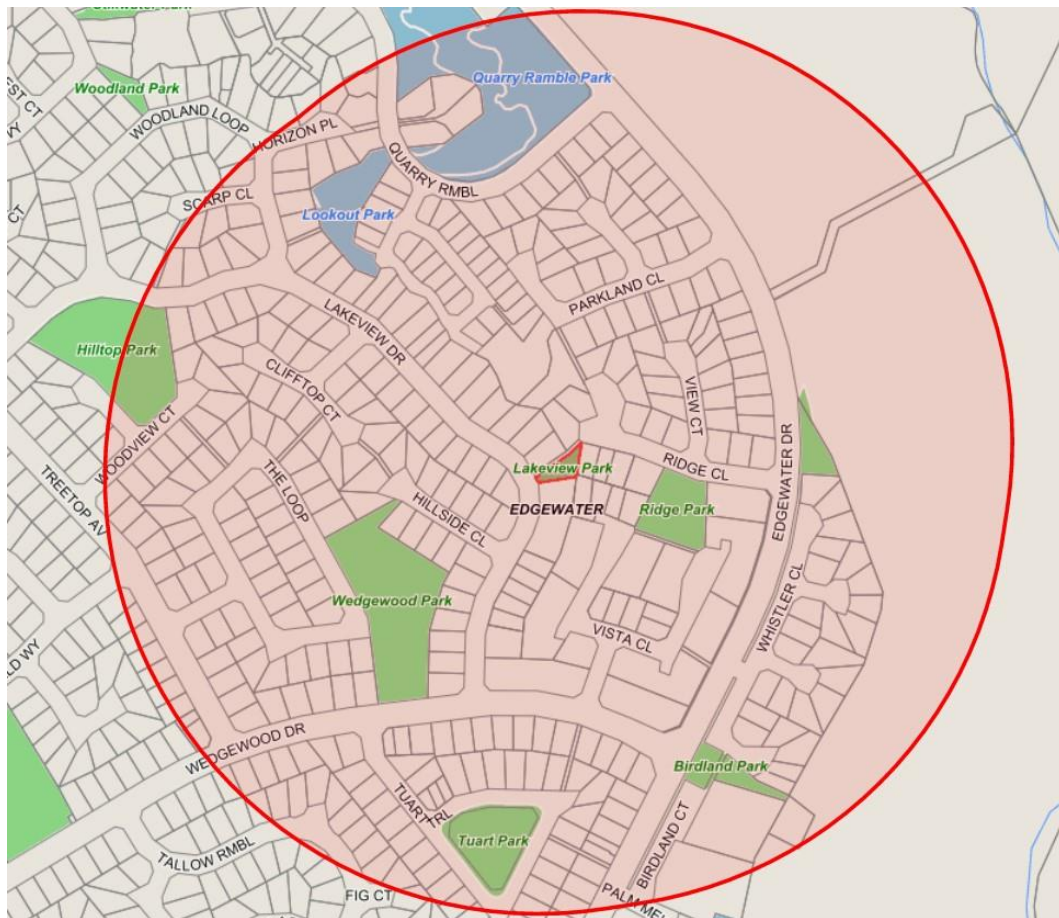 Woodland Park
WOODLAND LOOP
HORIZON PL
Quarry Ramble Park
QUARRY RMBL
SCARP CL
Lookout Park
CT
CT
PARKLAND CL
LAKEVIEW DR
Hilltop Park
CLIFFTOP CT
VIEW CT
WOODVIEW CT
TREETOP AV
THE LOOP
Lakeview Park
RIDGE CL
EDGEWATER DR
EDGEWATER
Ridge Park
HILLSIDE CL
Wedgewood Park
VISTA CL
WHISTLER CL
WY
WEDGEWOOD DR
Birdland Park
TUART TRL
Tuart Park
BIRDLAND CT
TALLOW RMBL
FIG CT